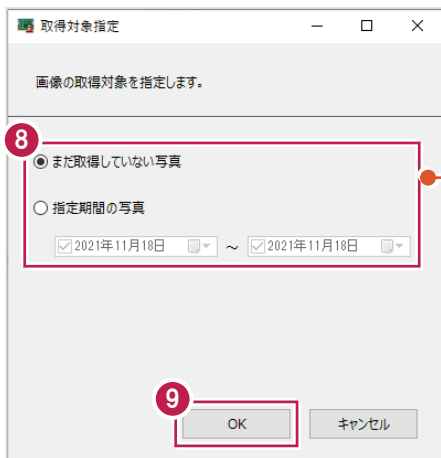 取得対象指定
画像の取得対象を指定します。
8
まだ取得していない写真
指定期間の写真
2021年11月18日 ～ 2021年11月18日
9
OK キャンセル